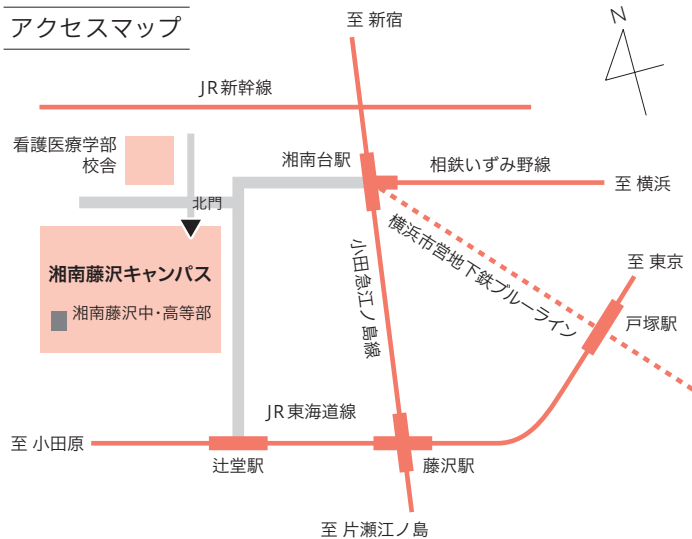 アクセスマップ
至 新宿
N
JR新幹線
看護医療学部
校舎
湘南台駅
相鉄いずみ野線
至 横浜
北門
横浜市営地下鉄ブルーライン
小田急江ノ島線
至 東京
湘南藤沢キャンパス
湘南藤沢中・高等部
戸塚駅
JR東海道線
至 小田原
辻堂駅
藤沢駅
至 片瀬江ノ島